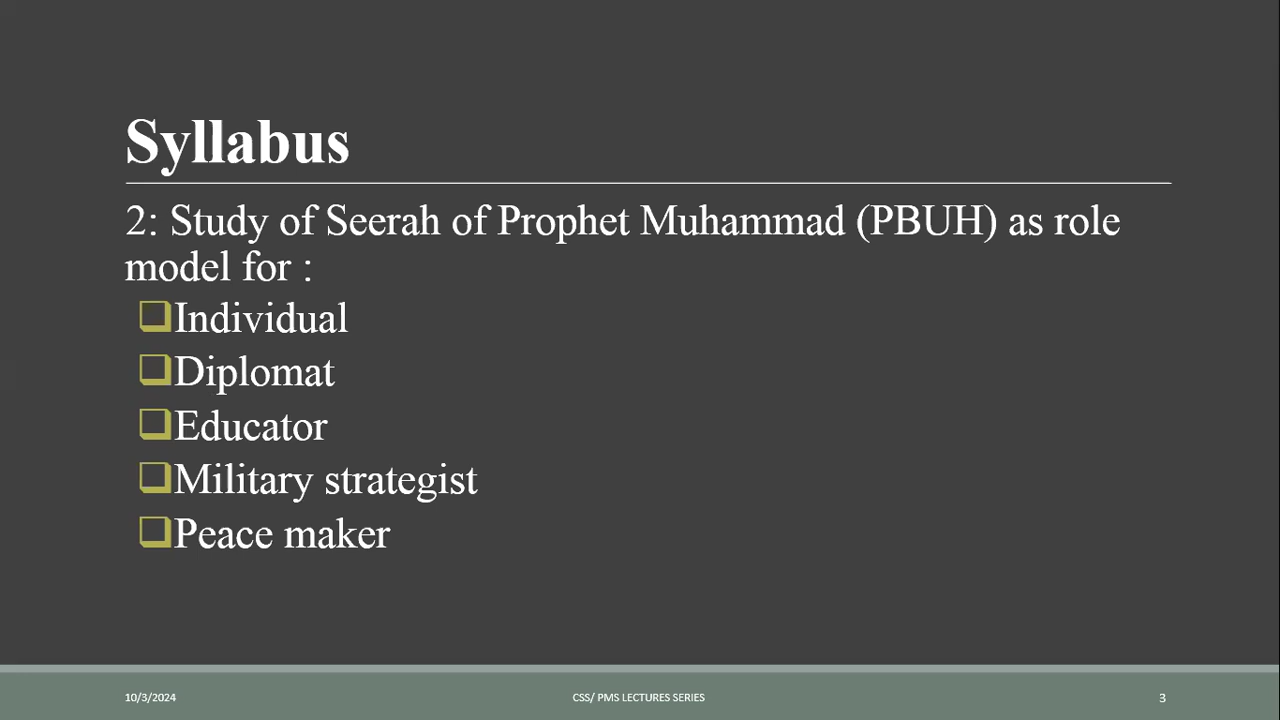 Syllabus
2: Study of Seerah of Prophet Muhammad (PBUH) as role
model for :
Individual
Diplomat
Educator
Military strategist
Peace maker
10/3/2024
CSS/ PMS LECTURES SERIES
3